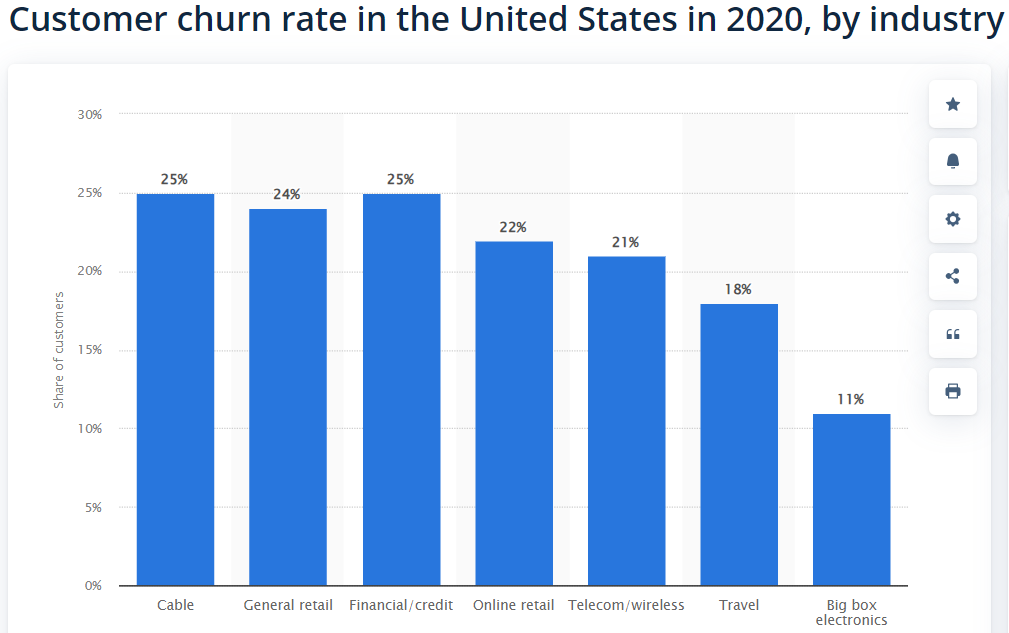 Customer churn rate in the United States in 2020, by industry
30%
25%
20%
15%
10%
5%
0%
Share of customers
25%
24%
25%
22%
21%
18%
11%
Cable
General retail
Financial/credit
Online retail
Telecom/wireless
Travel
Big box
electronics